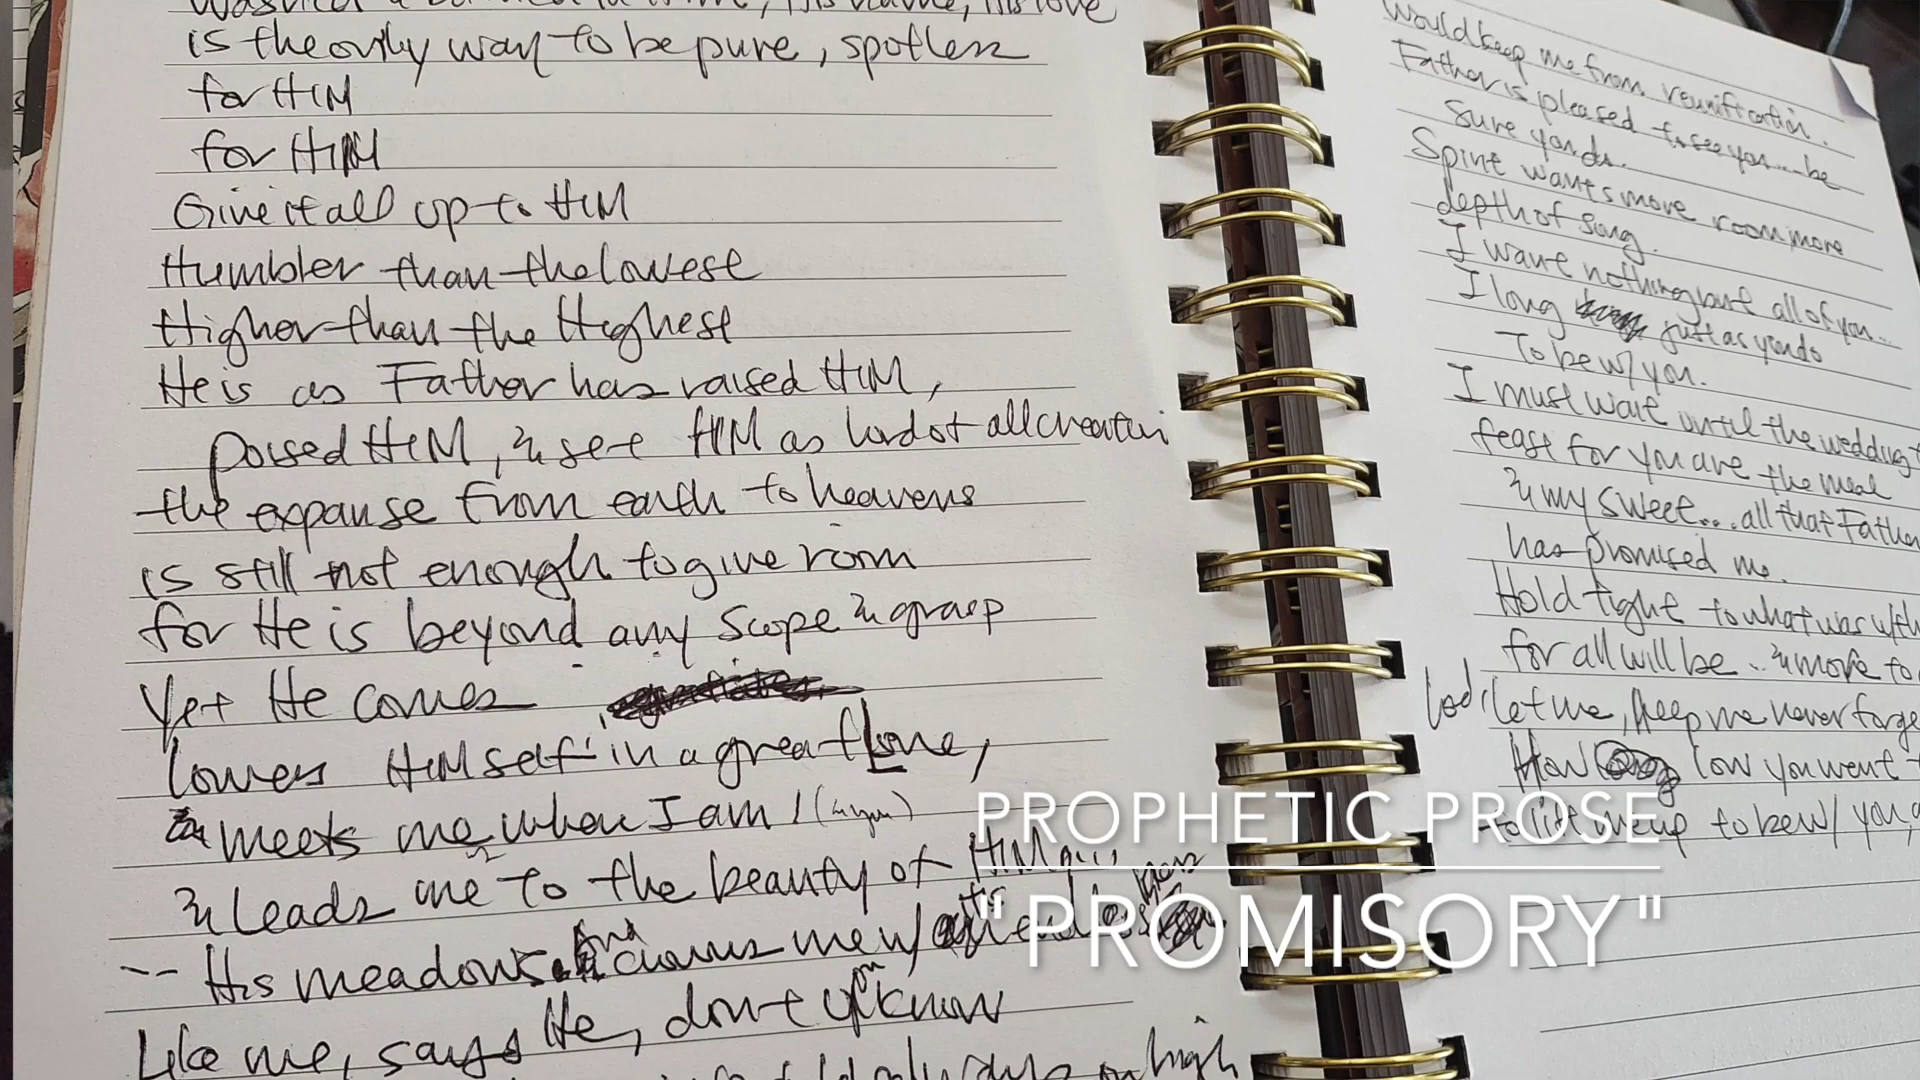 is the only way to be pure, spotless
for HIM
for HIM
Give it all up to HIM
Humbler than the lowest
Higher than the Highest
He is as Father has raised HIM,
poised HIM, & set HIM as Lord of all creation
the expanse from earth to heavens
is still not enough to give room
for He is beyond any scope & grasp
Yet He comes
lowers HIMself in a great Love,
& meets me when I am
& leads me to the beauty of HIM
-- His meadows and me w/
Like me, says He, don't you know
on high
Would keep me from reunification.
Father is pleased to see you.... be
sure you do.
Spirit wants more room more
depth of song.
I want nothing but all of you...
I long just as you do
To be w/ you.
I must wait until the wedding
feast for you are the meal
& my sweet.... all that Father
has promised me.
Hold tight to what was
for all will be .. & more to
let me, keep me never forget
How low you went
to lift me up to be w/ you,
PROPHETIC PROSE
"PROMISORY"